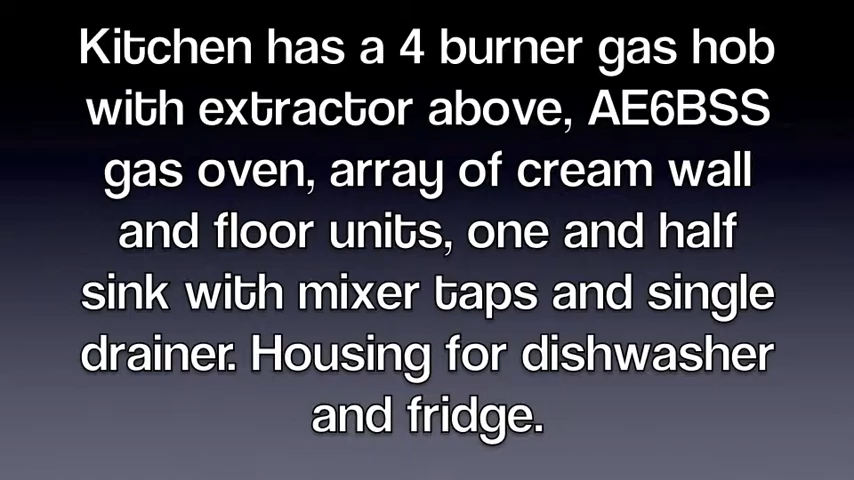 Kitchen has a 4 burner gas hob
with extractor above, AE6BSS
gas oven, array of cream wall
and floor units, one and half
sink with mixer taps and single
drainer. Housing for dishwasher
and fridge.